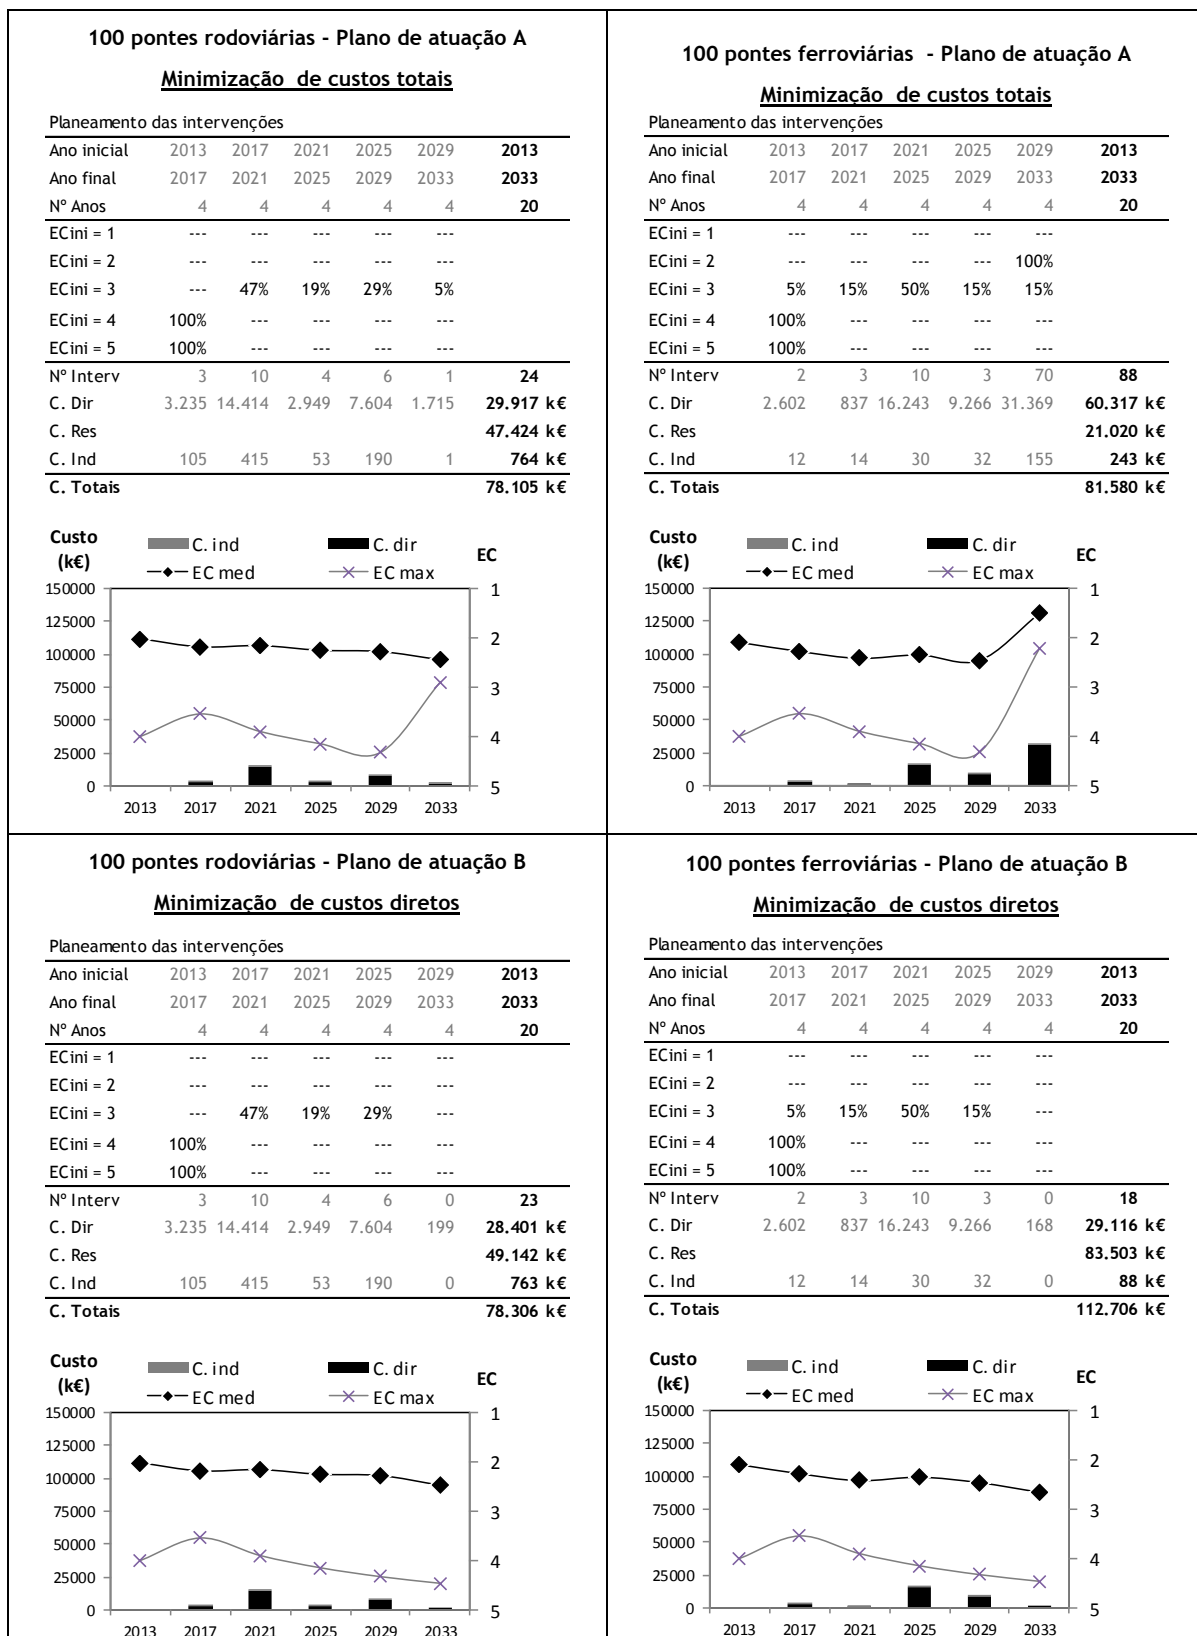 100 pontes rodoviárias - Plano de atuação A
Minimização de custos totais
Planeamento das intervenções
Ano inicial 2013 2017 2021 2025 2029 2013
Ano final 2017 2021 2025 2029 2033 2033
Nº Anos 4 4 4 4 4 20
ECini = 1 --- --- --- --- ---
ECini = 2 --- --- --- --- ---
ECini = 3 --- 47% 19% 29% 5%
ECini = 4 100% --- --- --- ---
ECini = 5 100% --- --- --- ---
Nº Interv 3 10 4 6 1 24
C. Dir 3.235 14.414 2.949 7.604 1.715 29.917 k€
C. Res 47.424 k€
C. Ind 105 415 53 190 1 764 k€
C. Totais 78.105 k€
Custo (k€) C. ind C. dir EC
EC med EC max
150000 1
125000
2
100000
75000 3
50000
4
25000
0 5
2013 2017 2021 2025 2029 2033
100 pontes ferroviárias - Plano de atuação A
Minimização de custos totais
Planeamento das intervenções
Ano inicial 2013 2017 2021 2025 2029 2013
Ano final 2017 2021 2025 2029 2033 2033
Nº Anos 4 4 4 4 4 20
ECini = 1 --- --- --- --- ---
ECini = 2 --- --- --- --- 100%
ECini = 3 5% 15% 50% 15% 15%
ECini = 4 100% --- --- --- ---
ECini = 5 100% --- --- --- ---
Nº Interv 2 3 10 3 70 88
C. Dir 2.602 837 16.243 9.266 31.369 60.317 k€
C. Res 21.020 k€
C. Ind 12 14 30 32 155 243 k€
C. Totais 81.580 k€
Custo (k€) C. ind C. dir EC
EC med EC max
150000 1
125000
2
100000
75000 3
50000
4
25000
0 5
2013 2017 2021 2025 2029 2033
100 pontes rodoviárias - Plano de atuação B
Minimização de custos diretos
Planeamento das intervenções
Ano inicial 2013 2017 2021 2025 2029 2013
Ano final 2017 2021 2025 2029 2033 2033
Nº Anos 4 4 4 4 4 20
ECini = 1 --- --- --- --- ---
ECini = 2 --- --- --- --- ---
ECini = 3 --- 47% 19% 29% ---
ECini = 4 100% --- --- --- ---
ECini = 5 100% --- --- --- ---
Nº Interv 3 10 4 6 0 23
C. Dir 3.235 14.414 2.949 7.604 199 28.401 k€
C. Res 49.142 k€
C. Ind 105 415 53 190 0 763 k€
C. Totais 78.306 k€
Custo (k€) C. ind C. dir EC
EC med EC max
150000 1
125000
2
100000
75000 3
50000
4
25000
0 5
2013 2017 2021 2025 2029 2033
100 pontes ferroviárias - Plano de atuação B
Minimização de custos diretos
Planeamento das intervenções
Ano inicial 2013 2017 2021 2025 2029 2013
Ano final 2017 2021 2025 2029 2033 2033
Nº Anos 4 4 4 4 4 20
ECini = 1 --- --- --- --- ---
ECini = 2 --- --- --- --- ---
ECini = 3 5% 15% 50% 15% ---
ECini = 4 100% --- --- --- ---
ECini = 5 100% --- --- --- ---
Nº Interv 2 3 10 3 0 18
C. Dir 2.602 837 16.243 9.266 168 29.116 k€
C. Res 83.503 k€
C. Ind 12 14 30 32 0 88 k€
C. Totais 112.706 k€
Custo (k€) C. ind C. dir EC
EC med EC max
150000 1
125000
2
100000
75000 3
50000
4
25000
0 5
2013 2017 2021 2025 2029 2033